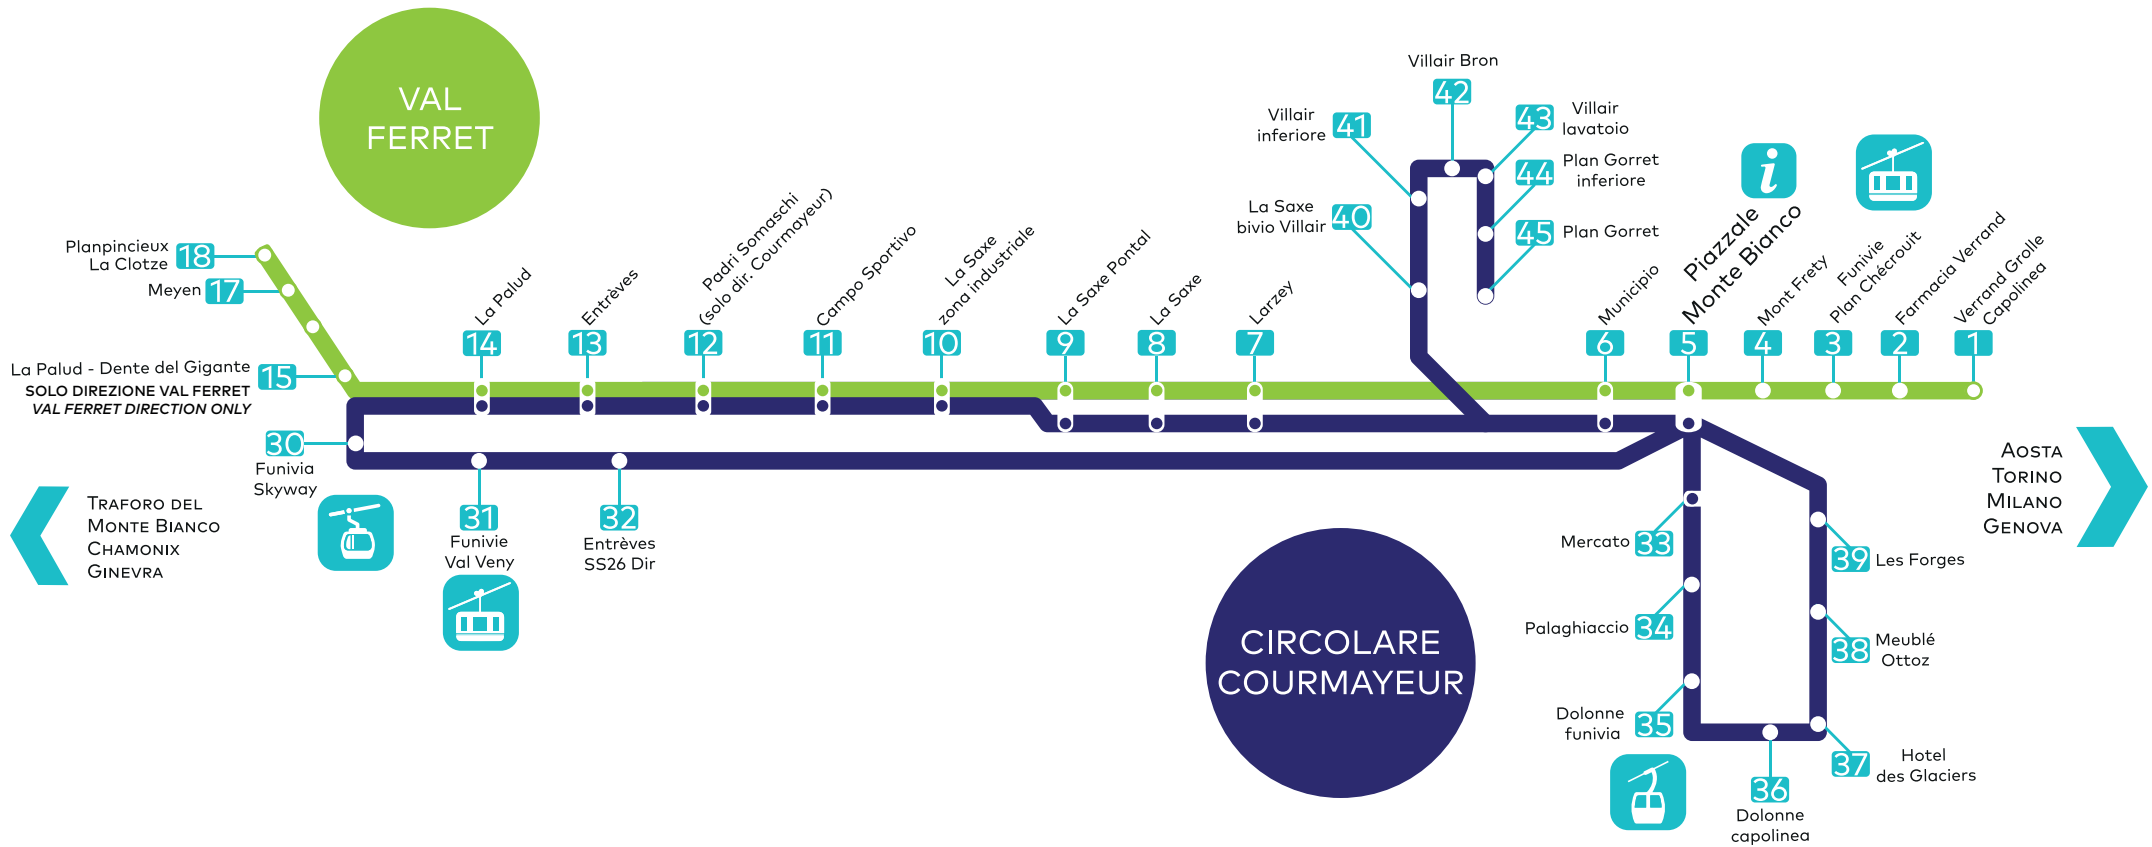 VAL
FERRET
Planpincieux
La Clotze
18
Meyen
17
La Palud - Dente del Gigante
SOLO DIREZIONE VAL FERRET
VAL FERRET DIRECTION ONLY
15
La Palud
14
Entrèves
13
Padri Somaschi
(solo dir. Courmayeur)
12
Campo Sportivo
11
La Saxe
zona industriale
10
La Saxe Pontal
9
La Saxe
8
Larzey
7
Municipio
6
Piazzale
Monte Bianco
5
i
Mont Frety
4
Funivie
Plan Chécrouit
3
Farmacia Verrand
2
Verrand Grolle
Capolinea
1
La Saxe
bivio Villair
40
Villair
inferiore
41
Villair Bron
42
43
Villair
lavatoio
44
Plan Gorret
inferiore
45
Plan Gorret
30
Funivia
Skyway
31
Funivie
Val Veny
32
Entrèves
SS26 Dir
TRAFORO DEL
MONTE BIANCO
CHAMONIX
GINEVRA
AOSTA
TORINO
MILANO
GENOVA
CIRCOLARE
COURMAYEUR
Mercato
33
Palaghiaccio
34
Dolonne
funivia
35
36
Dolonne
capolinea
37
Hotel
des Glaciers
38
Meublé
Ottoz
39
Les Forges